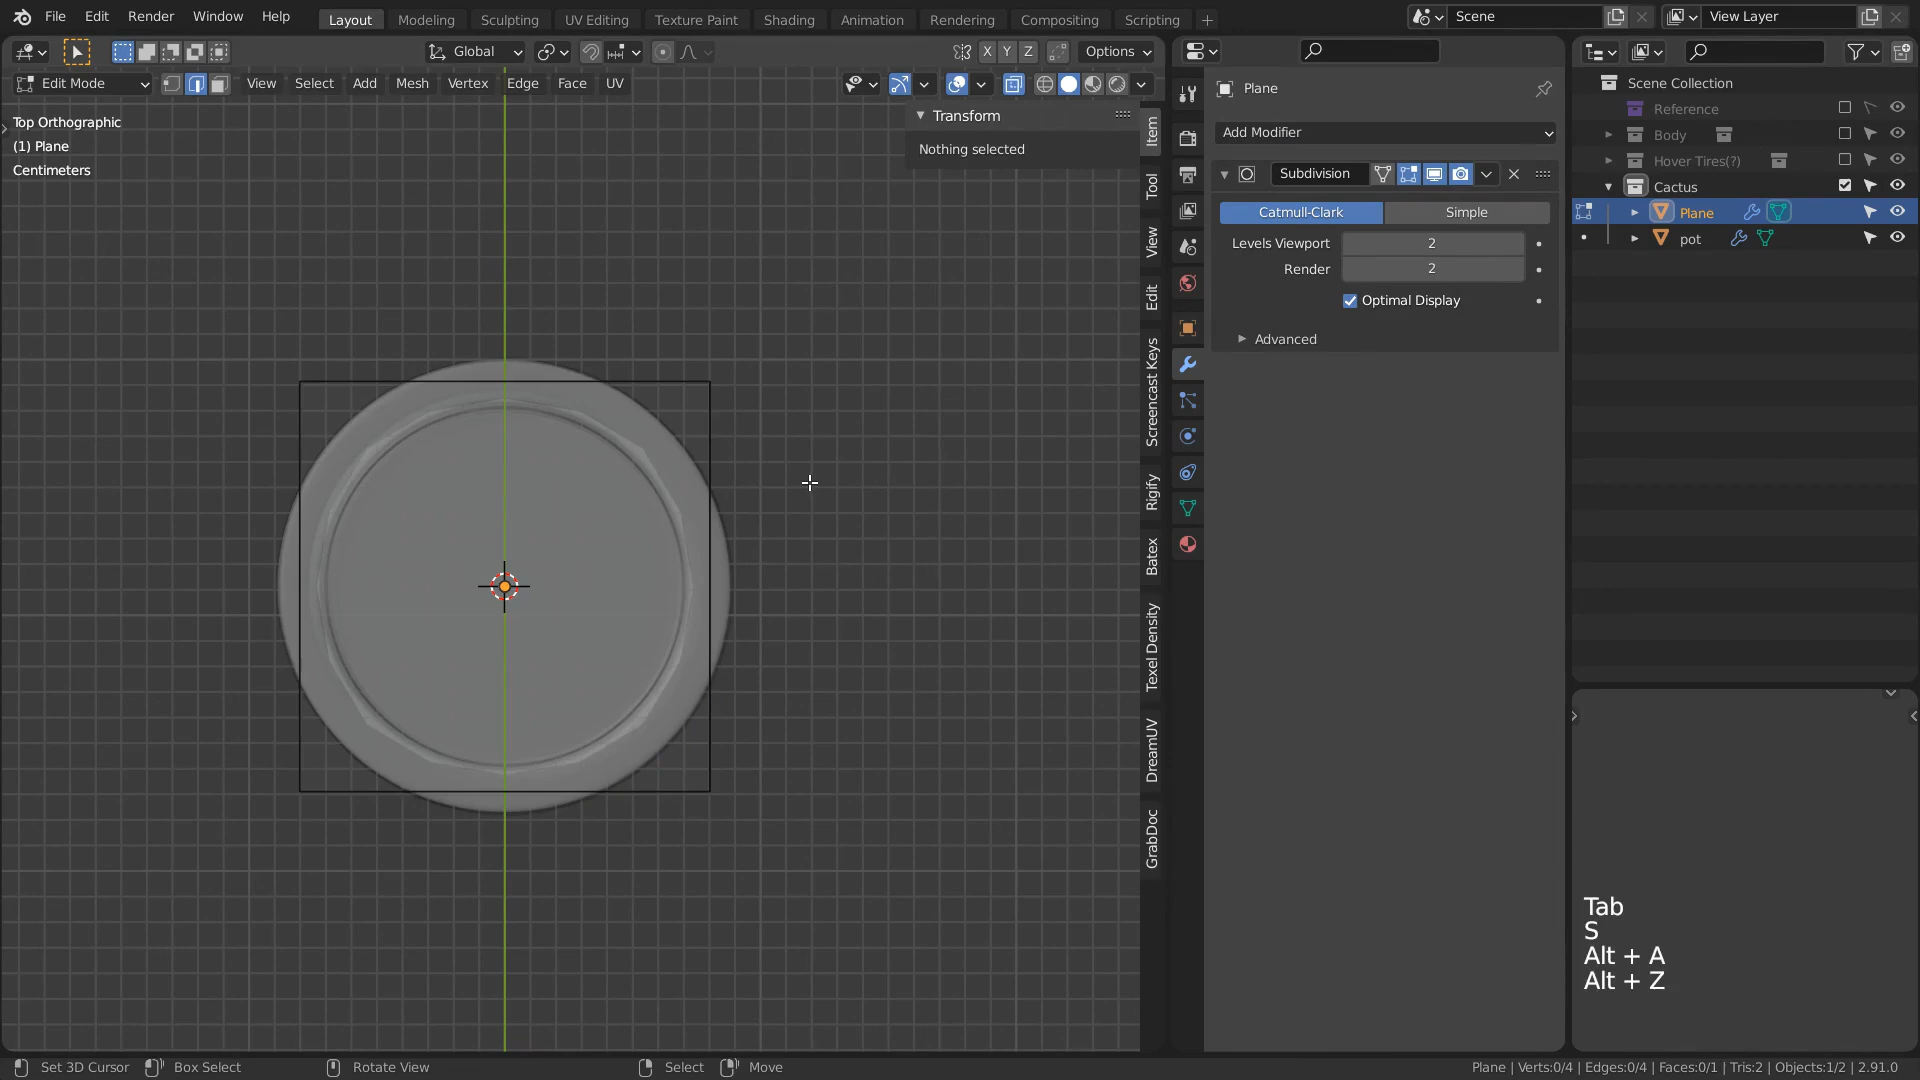 File Edit Render Window Help Layout Modeling Sculpting UV Editing Texture Paint Shading Animation Rendering Compositing Scripting + Scene View Layer
Global X Y Z Options
Edit Mode View Select Add Mesh Vertex Edge Face UV
Top Orthographic
(1) Plane
Centimeters
Transform
Nothing selected
Item
Tool
View
Edit
Screencast Keys
Rigify
Batex
Texel Density
DreamUV
GrabDoc
Plane
Add Modifier
Subdivision
Catmull-Clark Simple
Levels Viewport 2
Render 2
Optimal Display
Advanced
Scene Collection
Reference
Body
Hover Tires(?)
Cactus
Plane
pot
Tab
S
Alt + A
Alt + Z
Set 3D Cursor Box Select Rotate View Select Move Plane | Verts:0/4 | Edges:0/4 | Faces:0/1 | Tris:2 | Objects:1/2 | 2.91.0